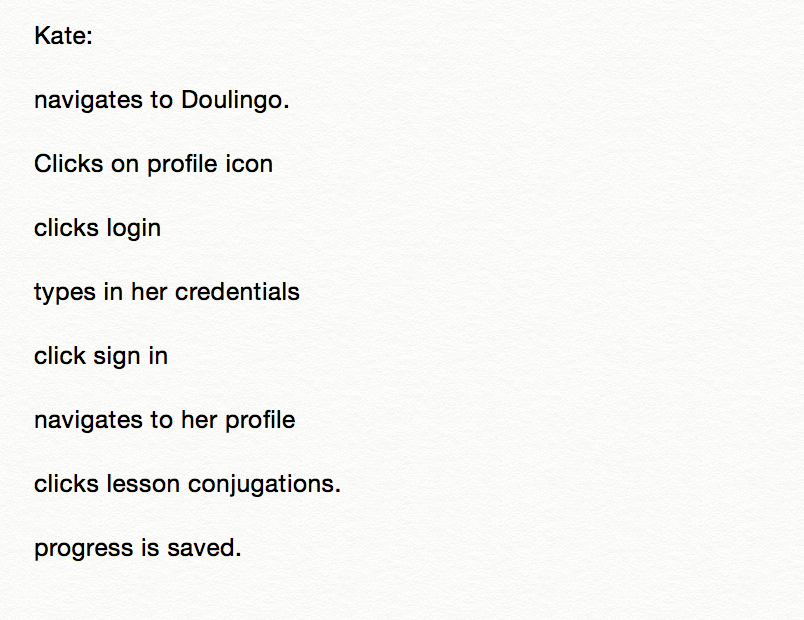 Kate:
navigates to Doulingo.
Clicks on profile icon
clicks login
types in her credentials
click sign in
navigates to her profile
clicks lesson conjugations.
progress is saved.